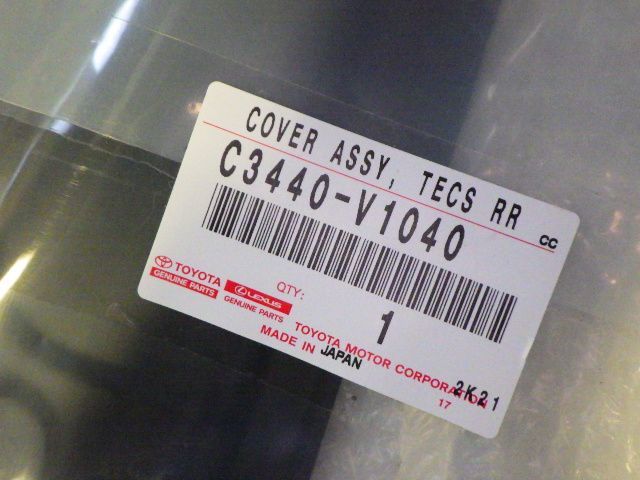 COVER ASSY, TECS RR
CC
C3440-V1040
TOYOTA
GENUINE PARTS
LEXUS
GENUINE PARTS
QTY:
1
TOYOTA MOTOR CORPORATION
MADE IN JAPAN
2K21
17